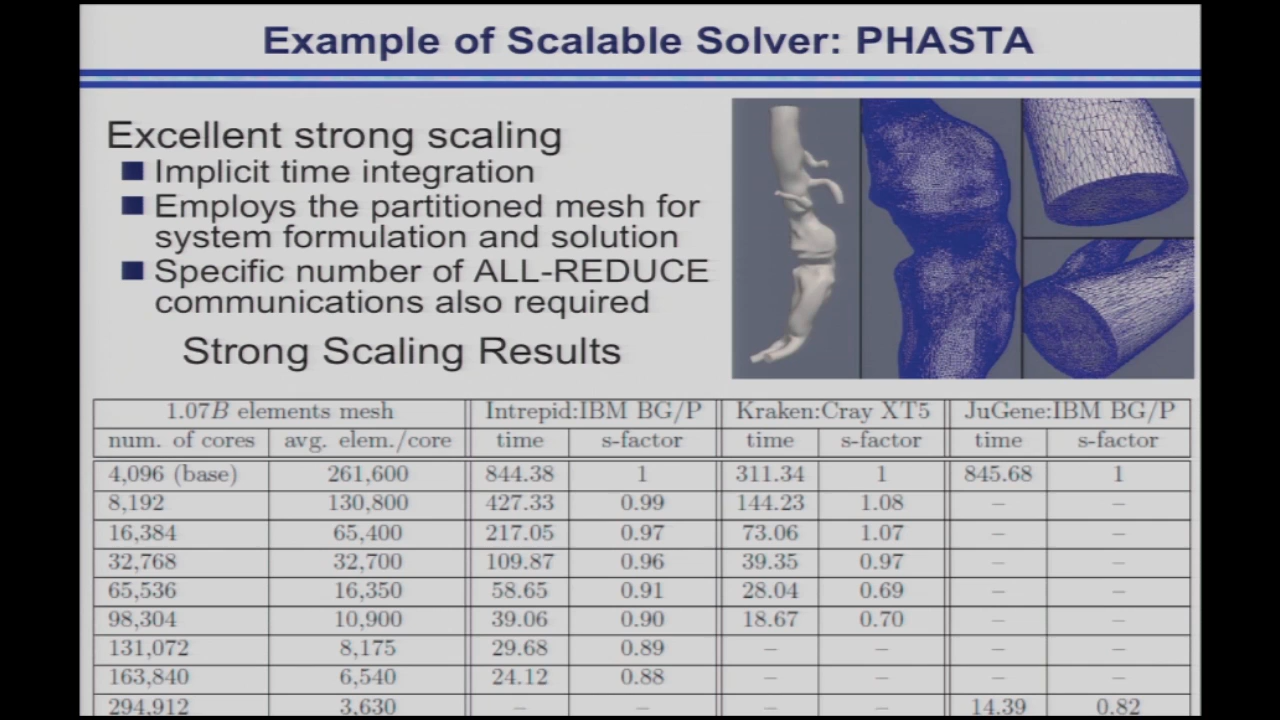 Example of Scalable Solver: PHASTA
Excellent strong scaling
Implicit time integration
Employs the partitioned mesh for
system formulation and solution
Specific number of ALL-REDUCE
communications also required
Strong Scaling Results
1.07B elements mesh Intrepid:IBM BG/P Kraken:Cray XT5 JuGene:IBM BG/P
num. of cores avg. elem./core time s-factor time s-factor time s-factor
4,096 (base) 261,600 844.38 1 311.34 1 845.68 1
8,192 130,800 427.33 0.99 144.23 1.08 – –
16,384 65,400 217.05 0.97 73.06 1.07 – –
32,768 32,700 109.87 0.96 39.35 0.97 – –
65,536 16,350 58.65 0.91 28.04 0.69 – –
98,304 10,900 39.06 0.90 18.67 0.70 – –
131,072 8,175 29.68 0.89 – – – –
163,840 6,540 24.12 0.88 – – – –
294,912 3,630 – – – – 14.39 0.82